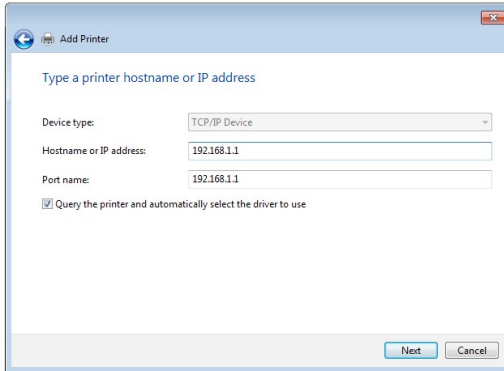 Add Printer
Type a printer hostname or IP address
Device type: TCP/IP Device
Hostname or IP address: 192.168.1.1
Port name: 192.168.1.1
Query the printer and automatically select the driver to use
Next Cancel